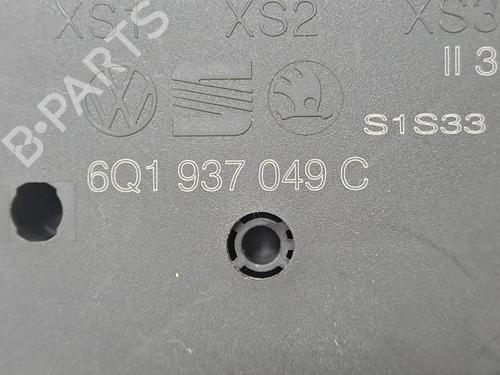 XS1 XS2 XS3
II 3
S1S33
6Q1 937 049 C
B-PARTS